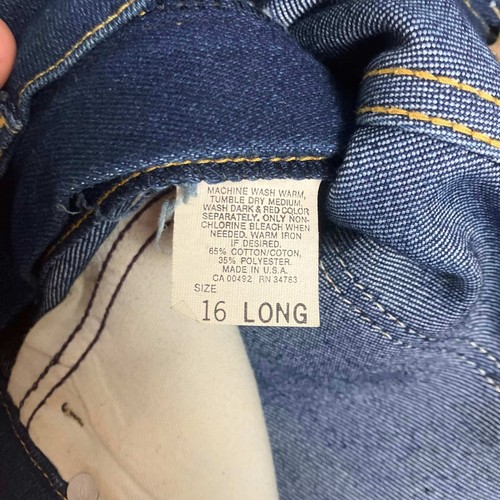 MACHINE WASH WARM,
TUMBLE DRY MEDIUM,
WASH DARK & RED COLOR
SEPARATELY. ONLY NON-
CHLORINE BLEACH WHEN
NEEDED. WARM IRON
IF DESIRED.
65% COTTON/COTON,
35% POLYESTER.
MADE IN U.S.A.
CA 00492 RN 34763
SIZE
16 LONG